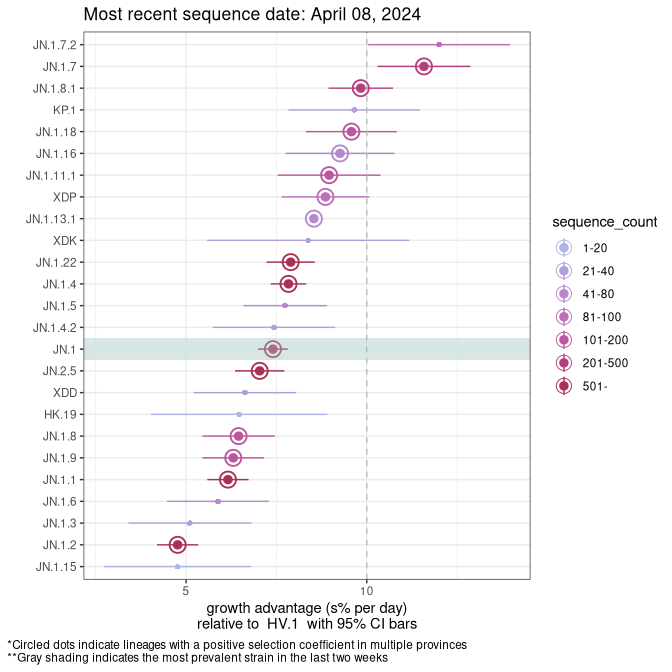 Most recent sequence date: April 08, 2024
JN.1.7.2
JN.1.7
JN.1.8.1
KP.1
JN.1.18
JN.1.16
JN.1.11.1
XDP
JN.1.13.1
XDK
JN.1.22
JN.1.4
JN.1.5
JN.1.4.2
JN.1
JN.2.5
XDD
HK.19
JN.1.8
JN.1.9
JN.1.1
JN.1.6
JN.1.3
JN.1.2
JN.1.15
5 10
growth advantage (s% per day)
relative to HV.1 with 95% CI bars
sequence_count
1-20
21-40
41-80
81-100
101-200
201-500
501-
*Circled dots indicate lineages with a positive selection coefficient in multiple provinces
**Gray shading indicates the most prevalent strain in the last two weeks